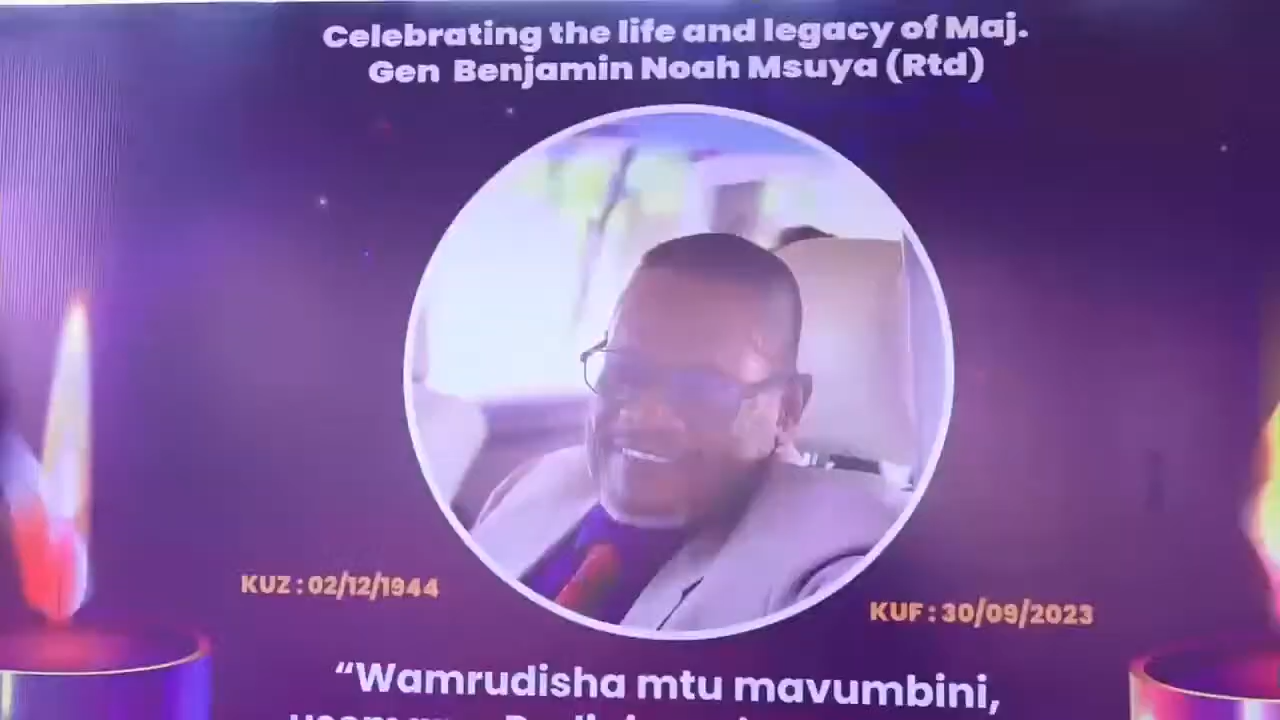 Celebrating the life and legacy of Maj.
Gen Benjamin Noah Msuya (Rtd)
KUZ : 02/12/1944
KUF : 30/09/2023
“Wamrudisha mtu mavumbini,